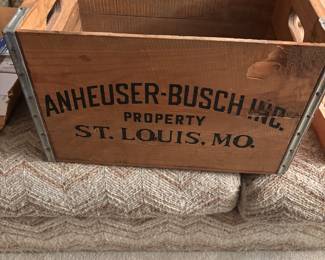 ANHEUSER-BUSCH INC.
PROPERTY
ST. LOUIS, MO.